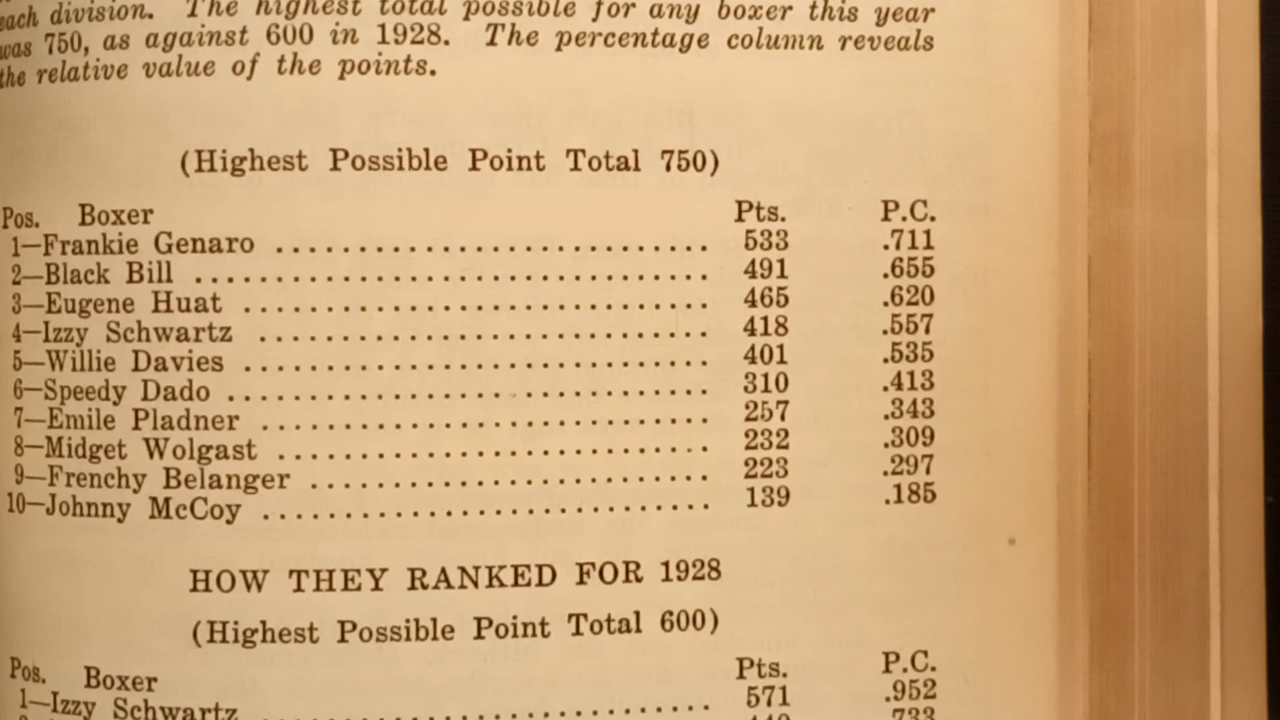 each division. The highest total possible for any boxer this year
was 750, as against 600 in 1928. The percentage column reveals
the relative value of the points.
(Highest Possible Point Total 750)
Pos. Boxer Pts. P.C.
1—Frankie Genaro ........................... 533 .711
2—Black Bill ................................ 491 .655
3—Eugene Huat ............................. 465 .620
4—Izzy Schwartz ............................ 418 .557
5—Willie Davies ............................. 401 .535
6—Speedy Dado .............................. 310 .413
7—Emile Pladner ............................ 257 .343
8—Midget Wolgast ........................... 232 .309
9—Frenchy Belanger ......................... 223 .297
10—Johnny McCoy ............................ 139 .185
HOW THEY RANKED FOR 1928
(Highest Possible Point Total 600)
Pos. Boxer Pts. P.C.
1—Izzy Schwartz ............................ 571 .952
.733